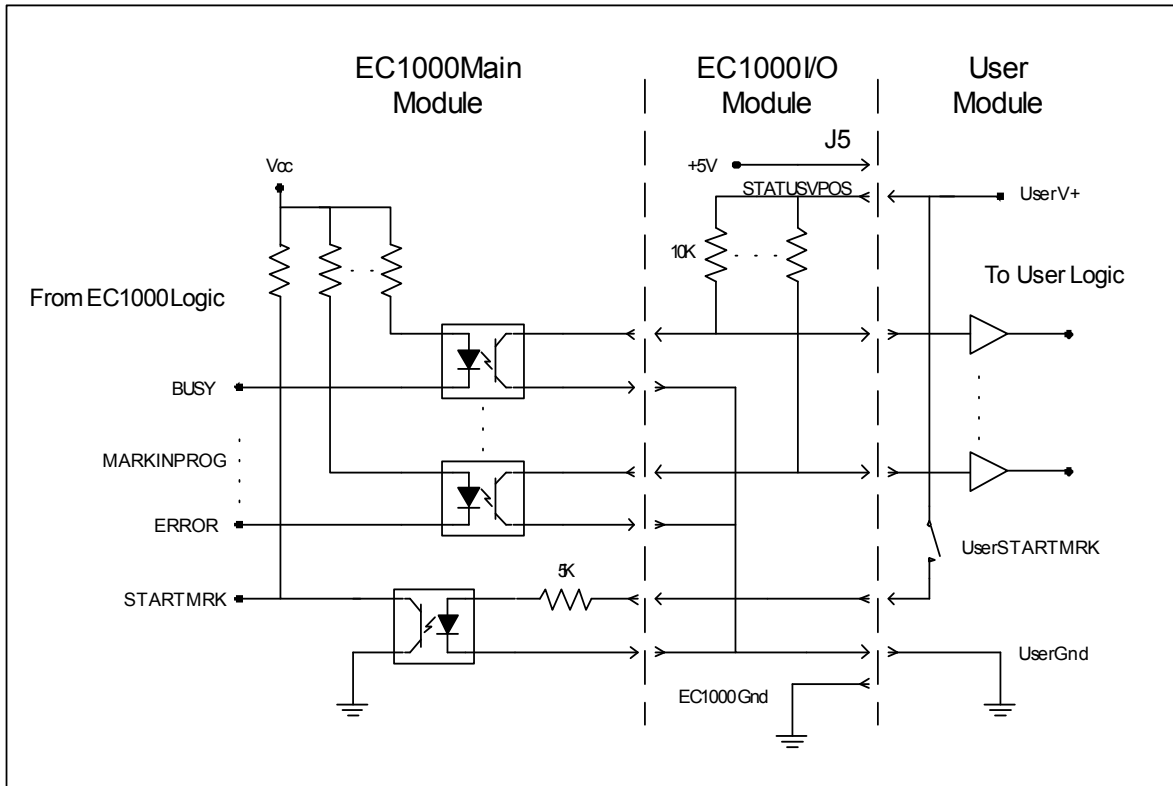 EC1000Main
Module
EC1000I/O
Module
User
Module
J5
Vcc
+5V
STATUSVPOS
UserV+
10K
To User Logic
From EC1000Logic
BUSY
MARKINPROG
ERROR
UserSTARTMRK
5K
STARTMRK
UserGnd
EC1000Gnd